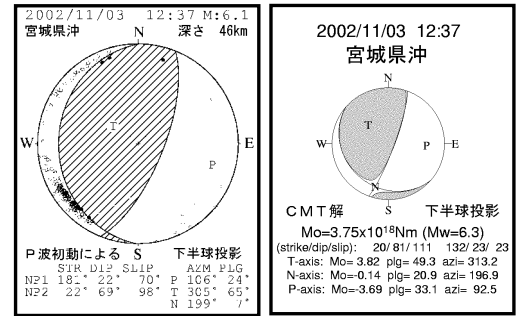 2002/11/03 12:37 M:6.1
宮城県沖 N 深さ 46km
T
W E
P
P波初動による S 下半球投影
STR DIP SLIP AZM PLG
NP1 181° 22° 70° P 106° 24°
NP2 22° 69° 98° T 305° 65°
N 199° 7°
2002/11/03 12:37
宮城県沖
N
T
W P E
N
S
CMT解 下半球投影
Mo=3.75x10¹⁸Nm (Mw=6.3)
(strike/dip/slip): 20/ 81/ 111 132/ 23/ 23
T-axis: Mo= 3.82 plg= 49.3 azi= 313.2
N-axis: Mo=-0.14 plg= 20.9 azi= 196.9
P-axis: Mo=-3.69 plg= 33.1 azi= 92.5